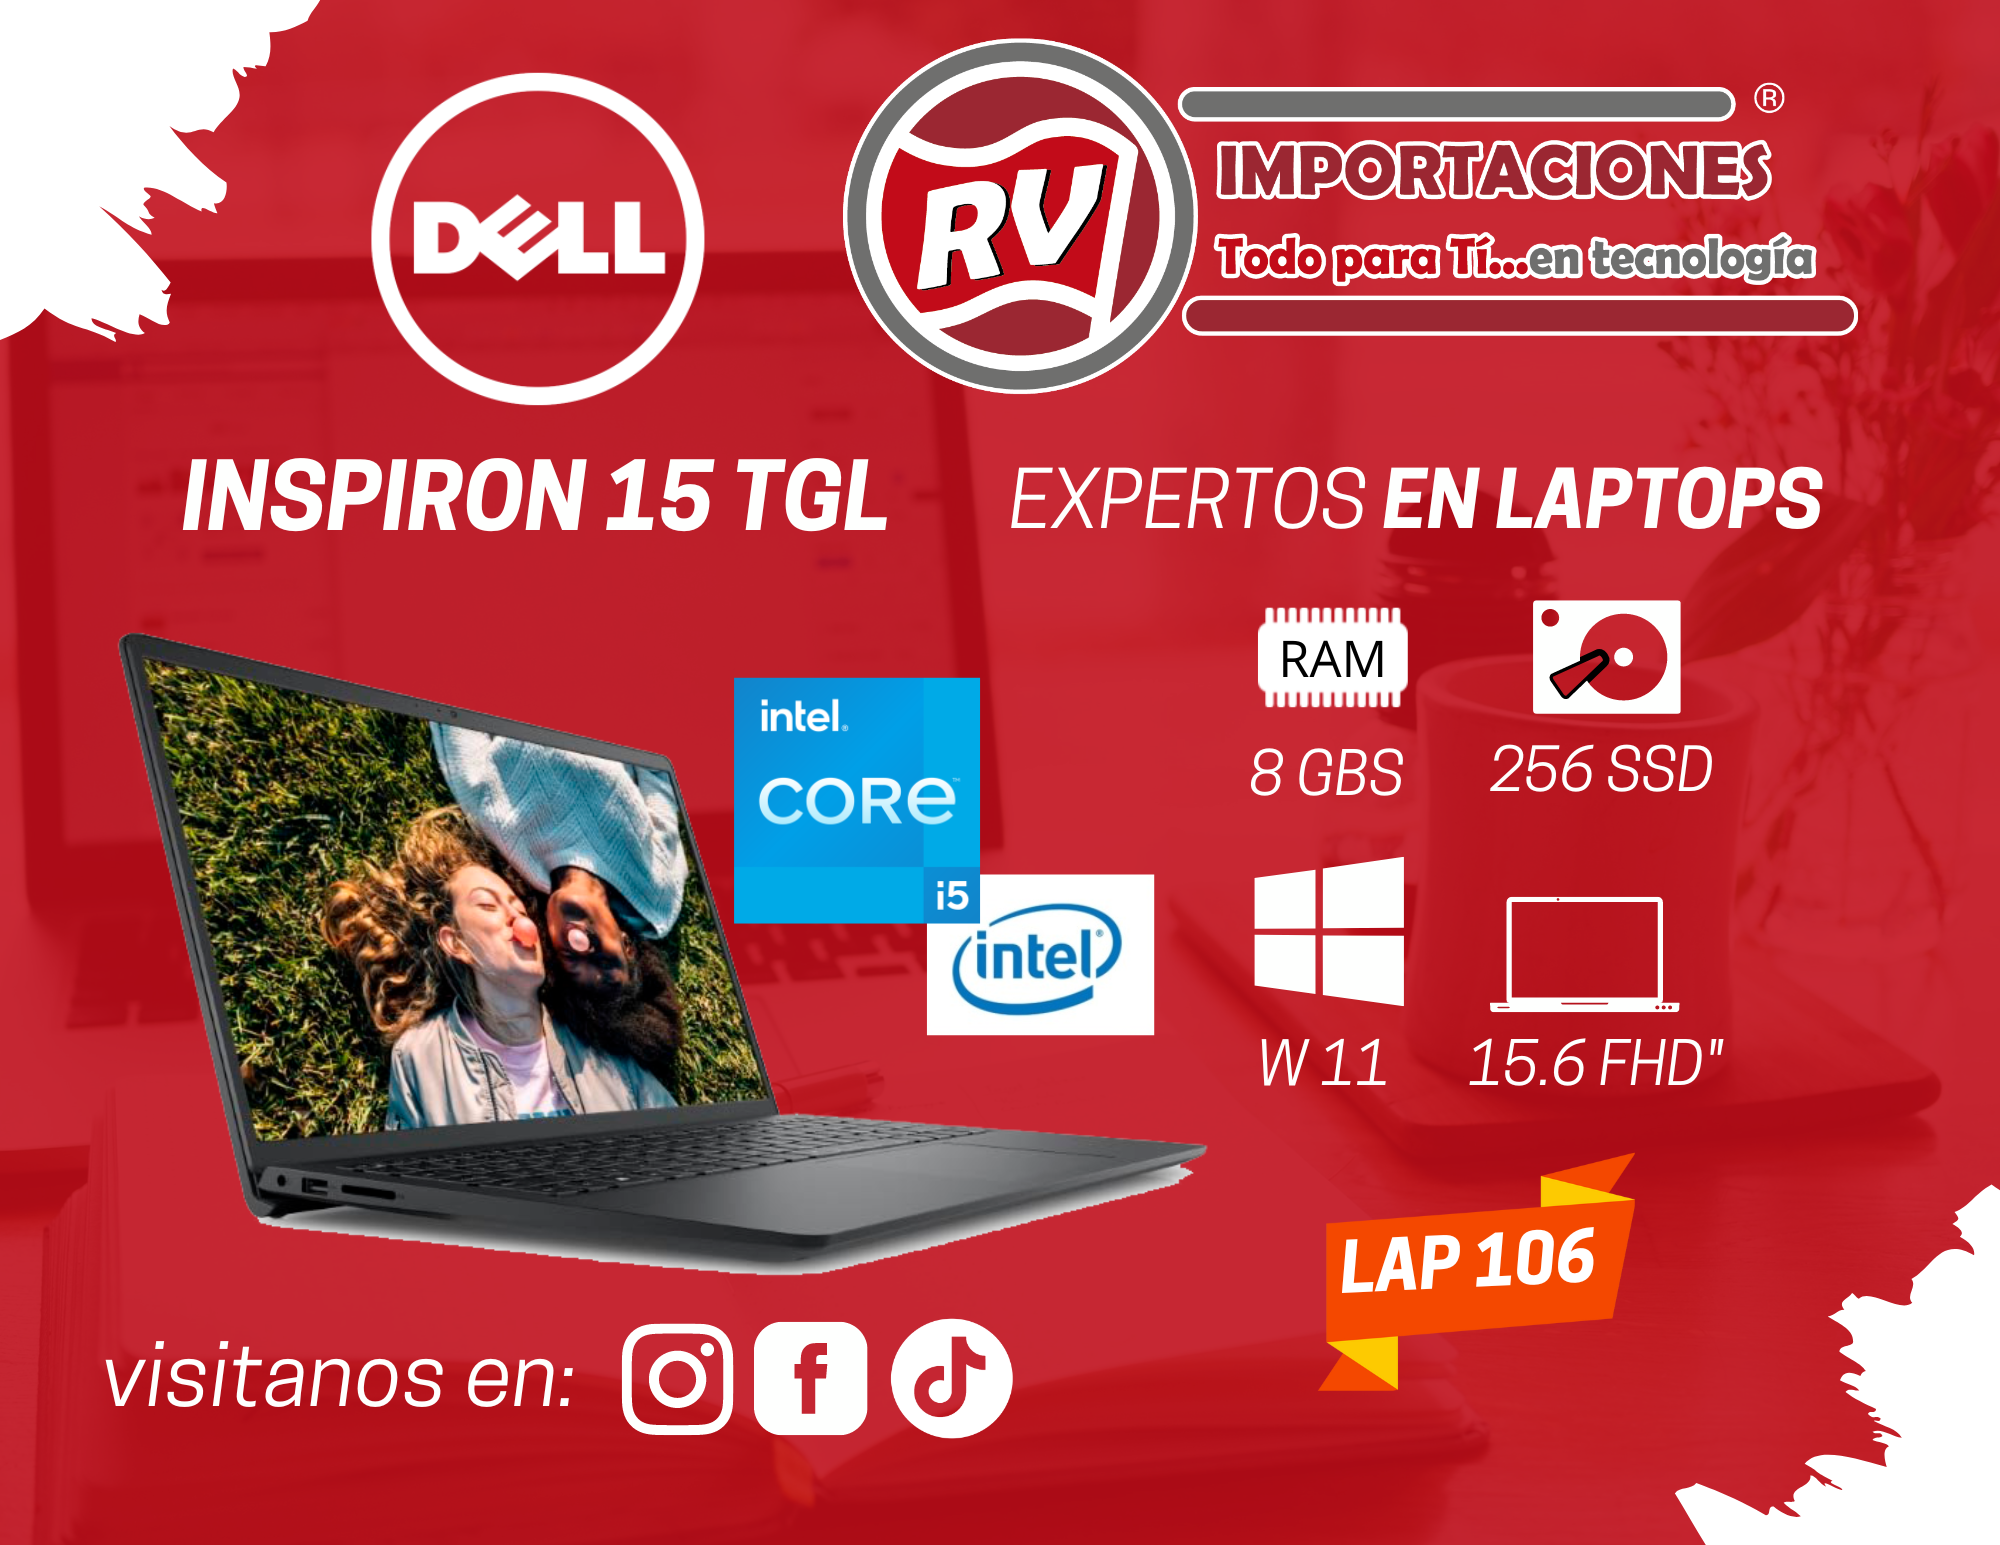 DELL
RV
®
IMPORTACIONES
Todo para Tí...en tecnología
INSPIRON 15 TGL
EXPERTOS EN LAPTOPS
RAM
8 GBS
256 SSD
intel.
CORE™
i5
intel®
W 11
15.6 FHD"
LAP 106
visitanos en: